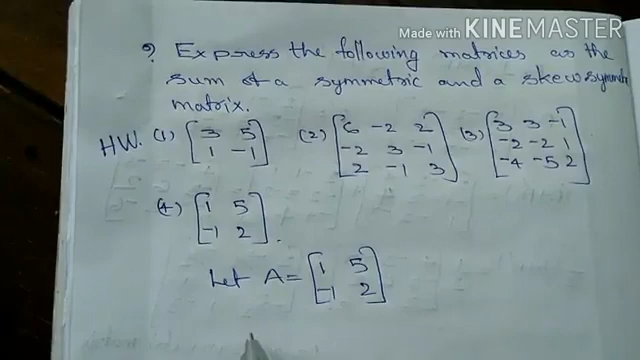 Made with KINEMASTER
? Express the following matrices as the
sum of a symmetric and a skew symmetric
matrix.
HW. (1) [3 5 (2) [6 -2 2 (3) [3 3 -1
1 -1] -2 3 -1 -2 -2 1
2 -1 3] -4 -5 2]
(4) [1 5
-1 2].
Let A = [1 5
-1 2]